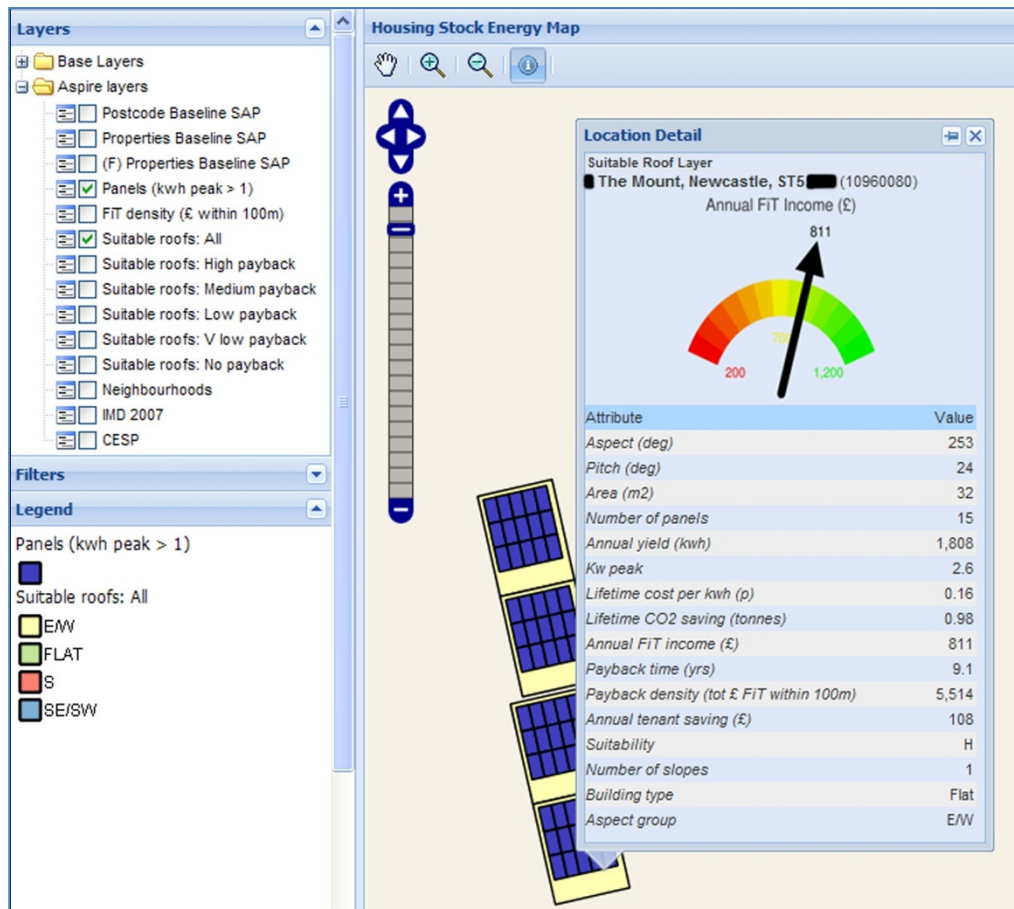 Layers
Base Layers
Aspire layers
Postcode Baseline SAP
Properties Baseline SAP
(F) Properties Baseline SAP
Panels (kwh peak > 1)
FiT density (£ within 100m)
Suitable roofs: All
Suitable roofs: High payback
Suitable roofs: Medium payback
Suitable roofs: Low payback
Suitable roofs: V low payback
Suitable roofs: No payback
Neighbourhoods
IMD 2007
CESP
Filters
Legend
Panels (kwh peak > 1)
Suitable roofs: All
E/W
FLAT
S
SE/SW
Housing Stock Energy Map
Location Detail
Suitable Roof Layer
The Mount, Newcastle, ST5 (10960080)
Annual FiT Income (£)
811
200
1,200
Attribute Value
Aspect (deg) 253
Pitch (deg) 24
Area (m2) 32
Number of panels 15
Annual yield (kwh) 1,808
Kw peak 2.6
Lifetime cost per kwh (p) 0.16
Lifetime CO2 saving (tonnes) 0.98
Annual FiT income (£) 811
Payback time (yrs) 9.1
Payback density (tot £ FiT within 100m) 5,514
Annual tenant saving (£) 108
Suitability H
Number of slopes 1
Building type Flat
Aspect group E/W